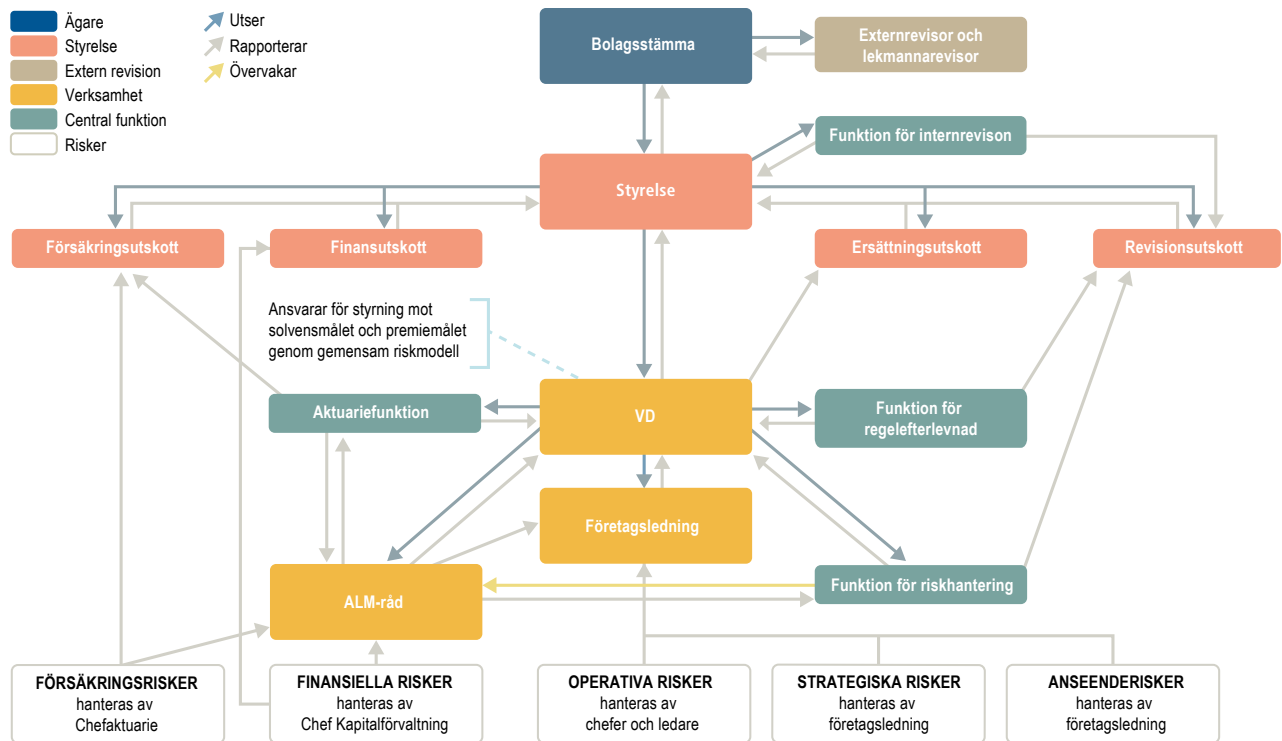 Ägare
Styrelse
Extern revision
Verksamhet
Central funktion
Risker
Utser
Rapporterar
Övervakar
Bolagsstämma
Externrevisor och
lekmannarevisor
Funktion för internrevison
Styrelse
Försäkringsutskott
Finansutskott
Ersättningsutskott
Revisionsutskott
Ansvarar för styrning mot
solvensmålet och premiemålet
genom gemensam riskmodell
Aktuariefunktion
VD
Funktion för
regelefterlevnad
Företagsledning
ALM-råd
Funktion för riskhantering
FÖRSÄKRINGSRISKER
hanteras av
Chefaktuarie
FINANSIELLA RISKER
hanteras av
Chef Kapitalförvaltning
OPERATIVA RISKER
hanteras av
chefer och ledare
STRATEGISKA RISKER
hanteras av
företagsledning
ANSEENDERISKER
hanteras av
företagsledning